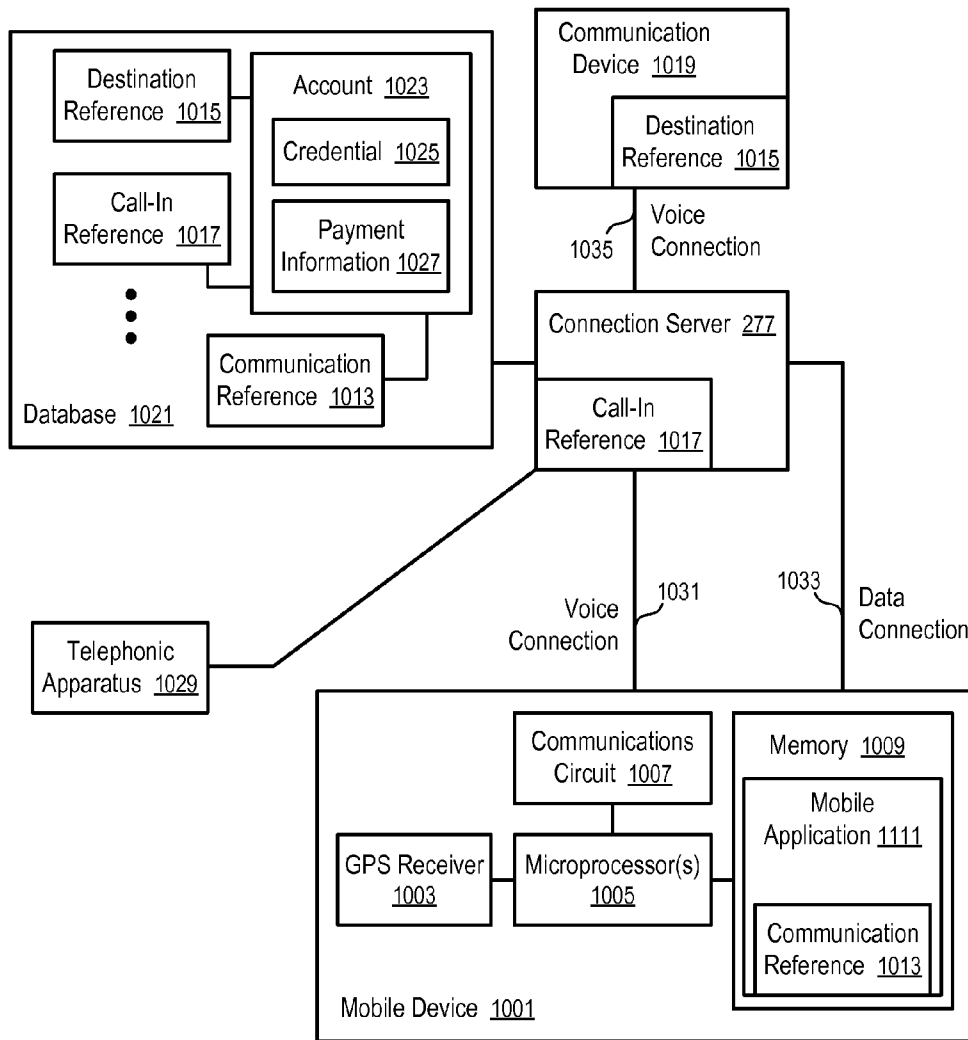 Destination
Reference 1015
Account 1023
Credential 1025
Payment
Information 1027
Call-In
Reference 1017
Communication
Reference 1013
Database 1021
Communication
Device 1019
Destination
Reference 1015
1035
Voice
Connection
Connection Server 277
Call-In
Reference 1017
Telephonic
Apparatus 1029
Voice
Connection
1031
1033
Data
Connection
Communications
Circuit 1007
GPS Receiver
1003
Microprocessor(s)
1005
Memory 1009
Mobile
Application 1111
Communication
Reference 1013
Mobile Device 1001